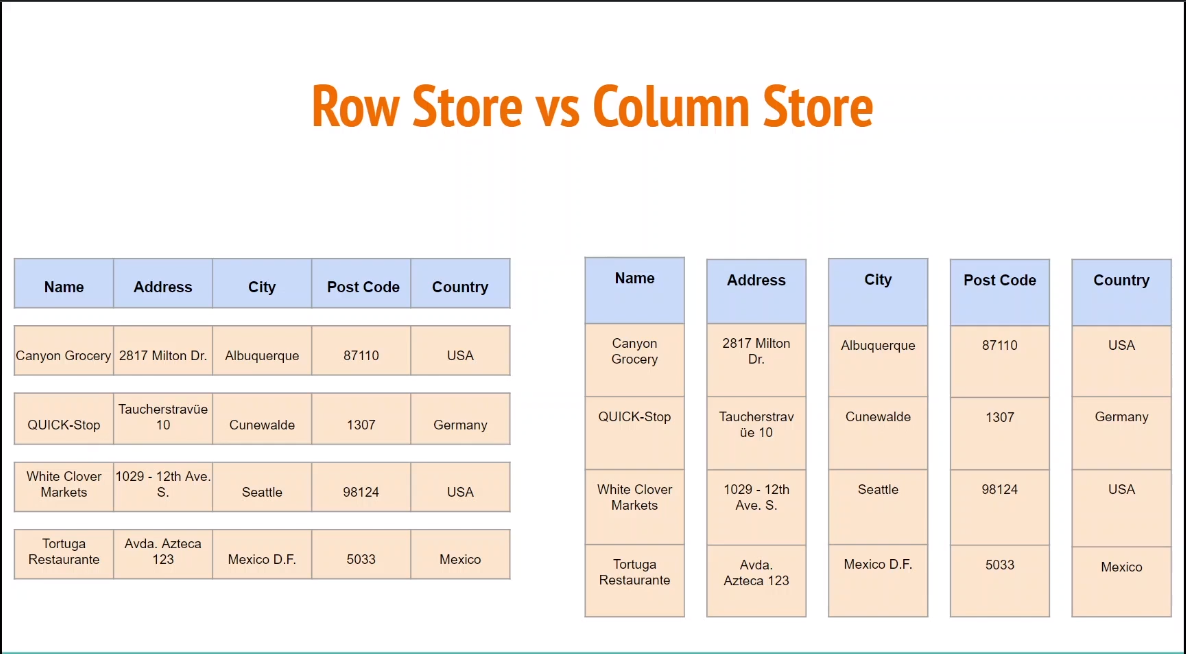 Row Store vs Column Store
Name Address City Post Code Country
Canyon Grocery 2817 Milton Dr. Albuquerque 87110 USA
Taucherstravüe
QUICK-Stop 10 Cunewalde 1307 Germany
White Clover 1029 - 12th Ave.
Markets S. Seattle 98124 USA
Tortuga Avda. Azteca
Restaurante 123 Mexico D.F. 5033 Mexico
Name
Canyon
Grocery
QUICK-Stop
White Clover
Markets
Tortuga
Restaurante
Address
2817 Milton
Dr.
Taucherstrav
üe 10
1029 - 12th
Ave. S.
Avda.
Azteca 123
City
Albuquerque
Cunewalde
Seattle
Mexico D.F.
Post Code
87110
1307
98124
5033
Country
USA
Germany
USA
Mexico